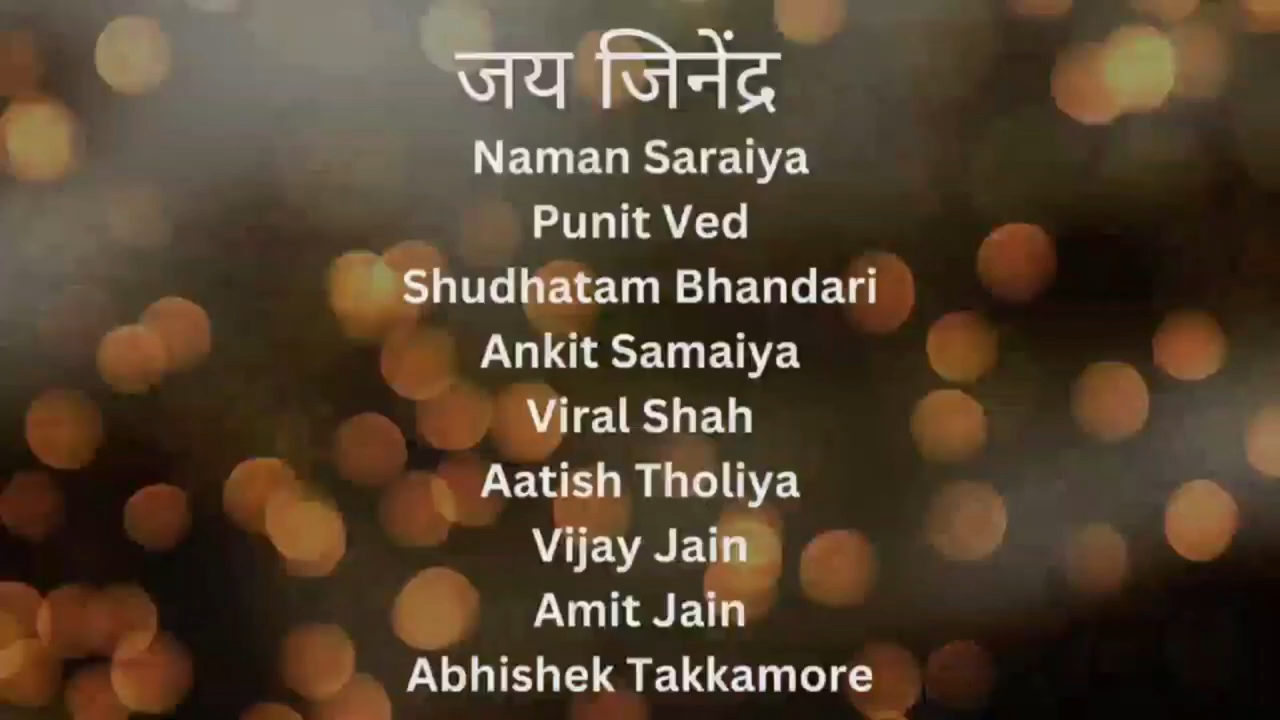 जय जिनेंद्र
Naman Saraiya
Punit Ved
Shudhatam Bhandari
Ankit Samaiya
Viral Shah
Aatish Tholiya
Vijay Jain
Amit Jain
Abhishek Takkamore